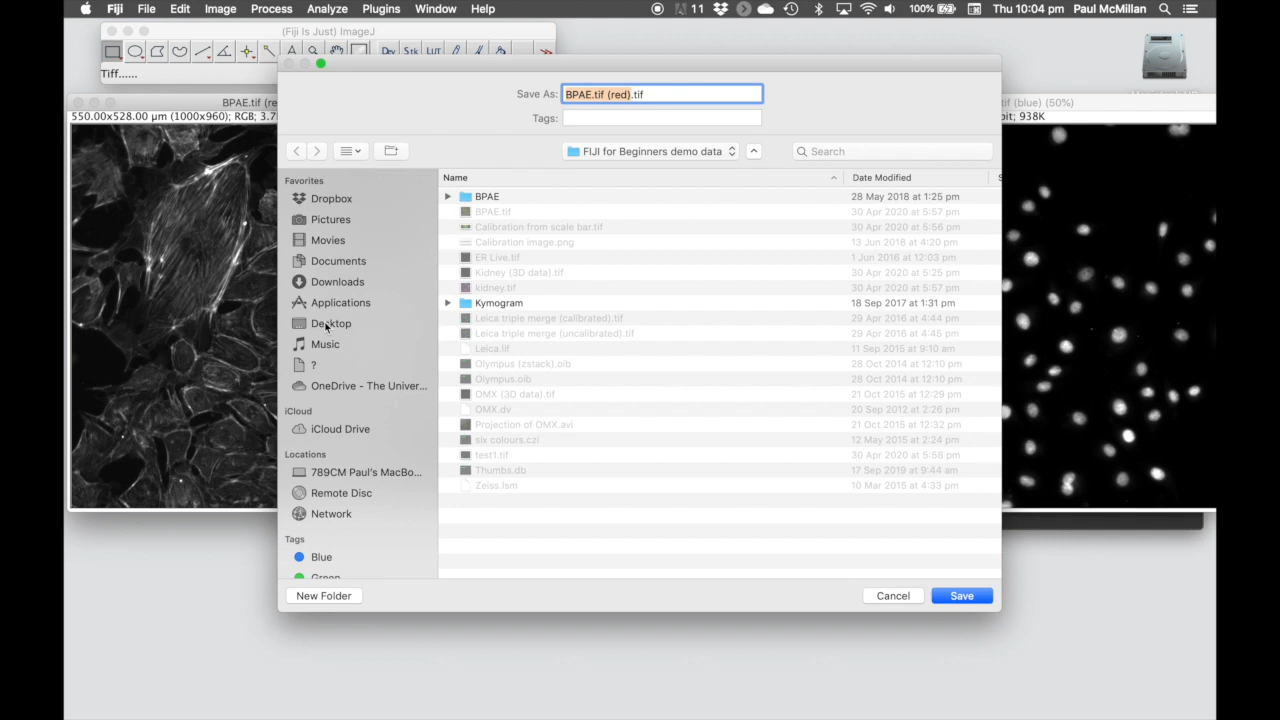 Fiji File Edit Image Process Analyze Plugins Window Help 11 100% Thu 10:04 pm Paul McMillan
(Fiji Is Just) ImageJ
Dev Stk LUT
Tiff......
Save As: BPAE.tif (red).tif
BPAE.tif (re
tif (blue) (50%)
550.00x528.00 µm (1000x960); RGB; 3.7
bit; 938K
Tags:
FIJI for Beginners demo data Search
Favorites
Dropbox
Pictures
Movies
Documents
Downloads
Applications
Desktop
Music
?
OneDrive - The Univer...
iCloud
iCloud Drive
Locations
789CM Paul's MacBo...
Remote Disc
Network
Tags
Blue
Green
Name Date Modified S
BPAE 28 May 2018 at 1:25 pm
BPAE.tif 30 Apr 2020 at 5:57 pm
Calibration from scale bar.tif 30 Apr 2020 at 5:56 pm
Calibration image.png 13 Jun 2018 at 4:20 pm
ER Live.tif 1 Jun 2016 at 12:03 pm
Kidney (3D data).tif 30 Apr 2020 at 5:25 pm
kidney.tif 30 Apr 2020 at 5:57 pm
Kymogram 18 Sep 2017 at 1:31 pm
Leica triple merge (calibrated).tif 29 Apr 2016 at 4:44 pm
Leica triple merge (uncalibrated).tif 29 Apr 2016 at 4:45 pm
Leica.lif 11 Sep 2015 at 9:10 am
Olympus (zstack).oib 28 Oct 2014 at 12:10 pm
Olympus.oib 28 Oct 2014 at 12:10 pm
OMX (3D data).tif 21 Oct 2015 at 12:29 pm
OMX.dv 20 Sep 2012 at 2:26 pm
Projection of OMX.avi 21 Oct 2015 at 12:32 pm
six colours.czi 12 May 2015 at 2:24 pm
test1.tif 30 Apr 2020 at 5:58 pm
Thumbs.db 17 Sep 2019 at 9:44 am
Zeiss.lsm 10 Mar 2015 at 4:33 pm
New Folder Cancel Save